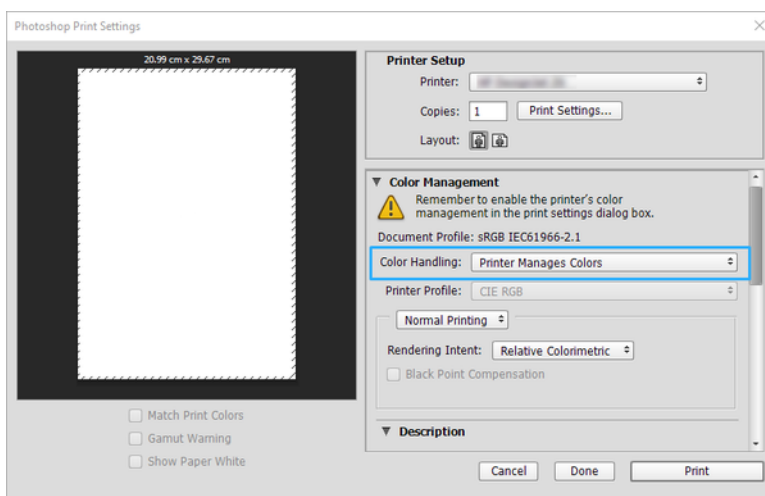 Photoshop Print Settings
20.99 cm x 29.67 cm
Match Print Colors
Gamut Warning
Show Paper White
Printer Setup
Printer:
Copies: 1 Print Settings...
Layout:
Color Management
Remember to enable the printer's color
management in the print settings dialog box.
Document Profile: sRGB IEC61966-2.1
Color Handling: Printer Manages Colors
Printer Profile: CIE RGB
Normal Printing
Rendering Intent: Relative Colorimetric
Black Point Compensation
Description
Cancel Done Print